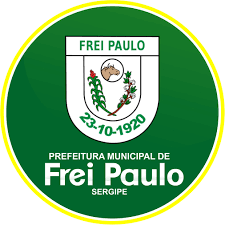 FREI PAULO
23-10-1920
PREFEITURA MUNICIPAL DE
Frei Paulo
SERGIPE